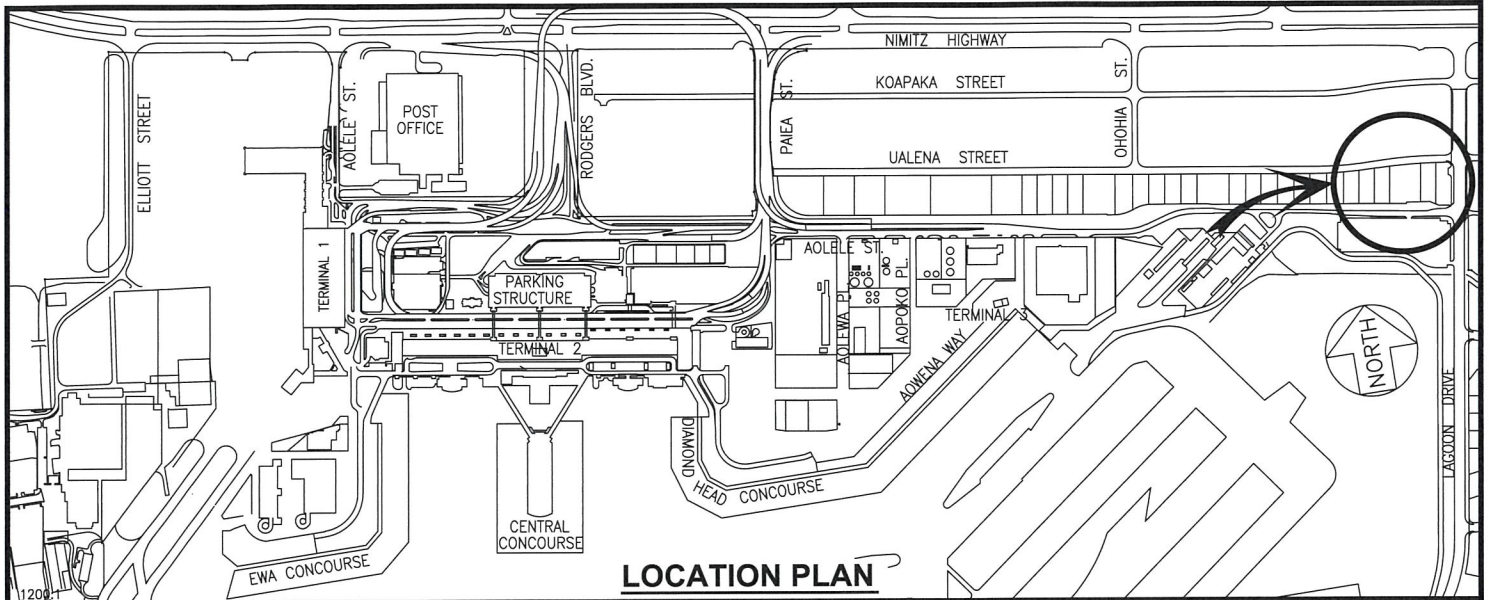 NIMITZ HIGHWAY
KOAPAKA STREET
UALENA STREET
ELLIOTT STREET
AOLELE ST.
POST
OFFICE
RODGERS BLVD.
PAIEA ST.
OHOHIA ST.
TERMINAL 1
PARKING
STRUCTURE
TERMINAL 2
AOLELE ST.
AOLEWA PL.
AOPOKO PL.
TERMINAL 3
AOWENA WAY
NORTH
LAGOON DRIVE
DIAMOND
HEAD CONCOURSE
CENTRAL
CONCOURSE
EWA CONCOURSE
LOCATION PLAN
1200:1